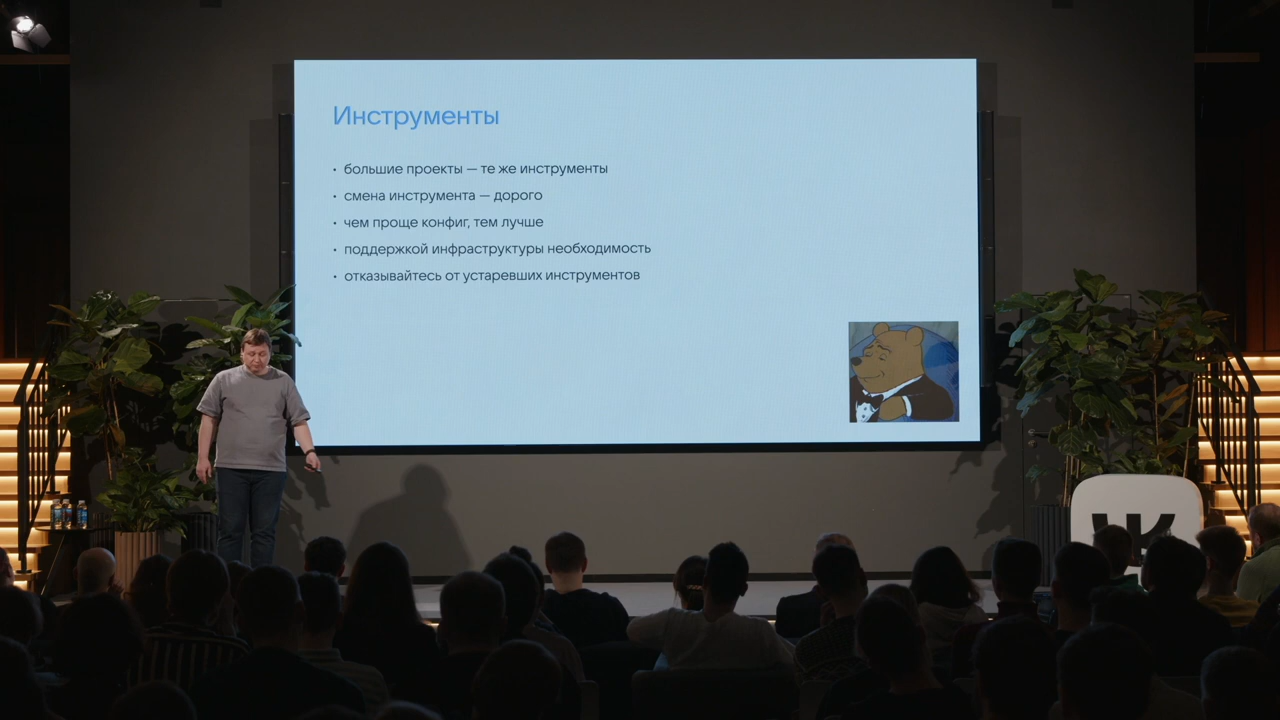 Инструменты
• большие проекты — те же инструменты
• смена инструмента — дорого
• чем проще конфиг, тем лучше
• поддержкой инфраструктуры необходимость
• отказывайтесь от устаревших инструментов
VK